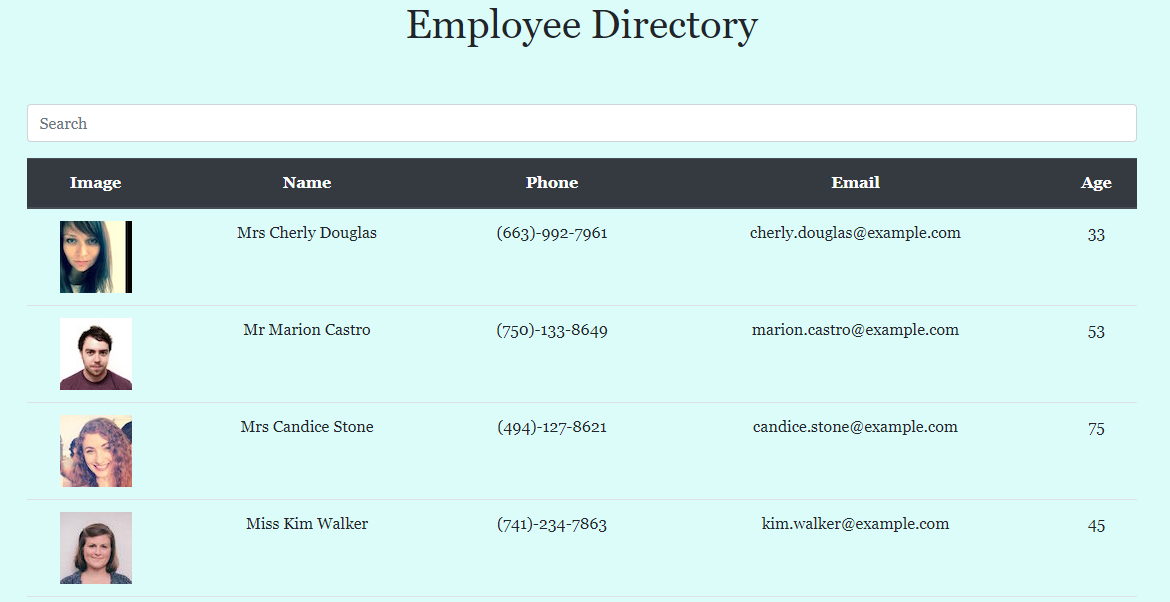 Employee Directory
Search
Image Name Phone Email Age
Mrs Cherly Douglas (663)-992-7961 cherly.douglas@example.com 33
Mr Marion Castro (750)-133-8649 marion.castro@example.com 53
Mrs Candice Stone (494)-127-8621 candice.stone@example.com 75
Miss Kim Walker (741)-234-7863 kim.walker@example.com 45